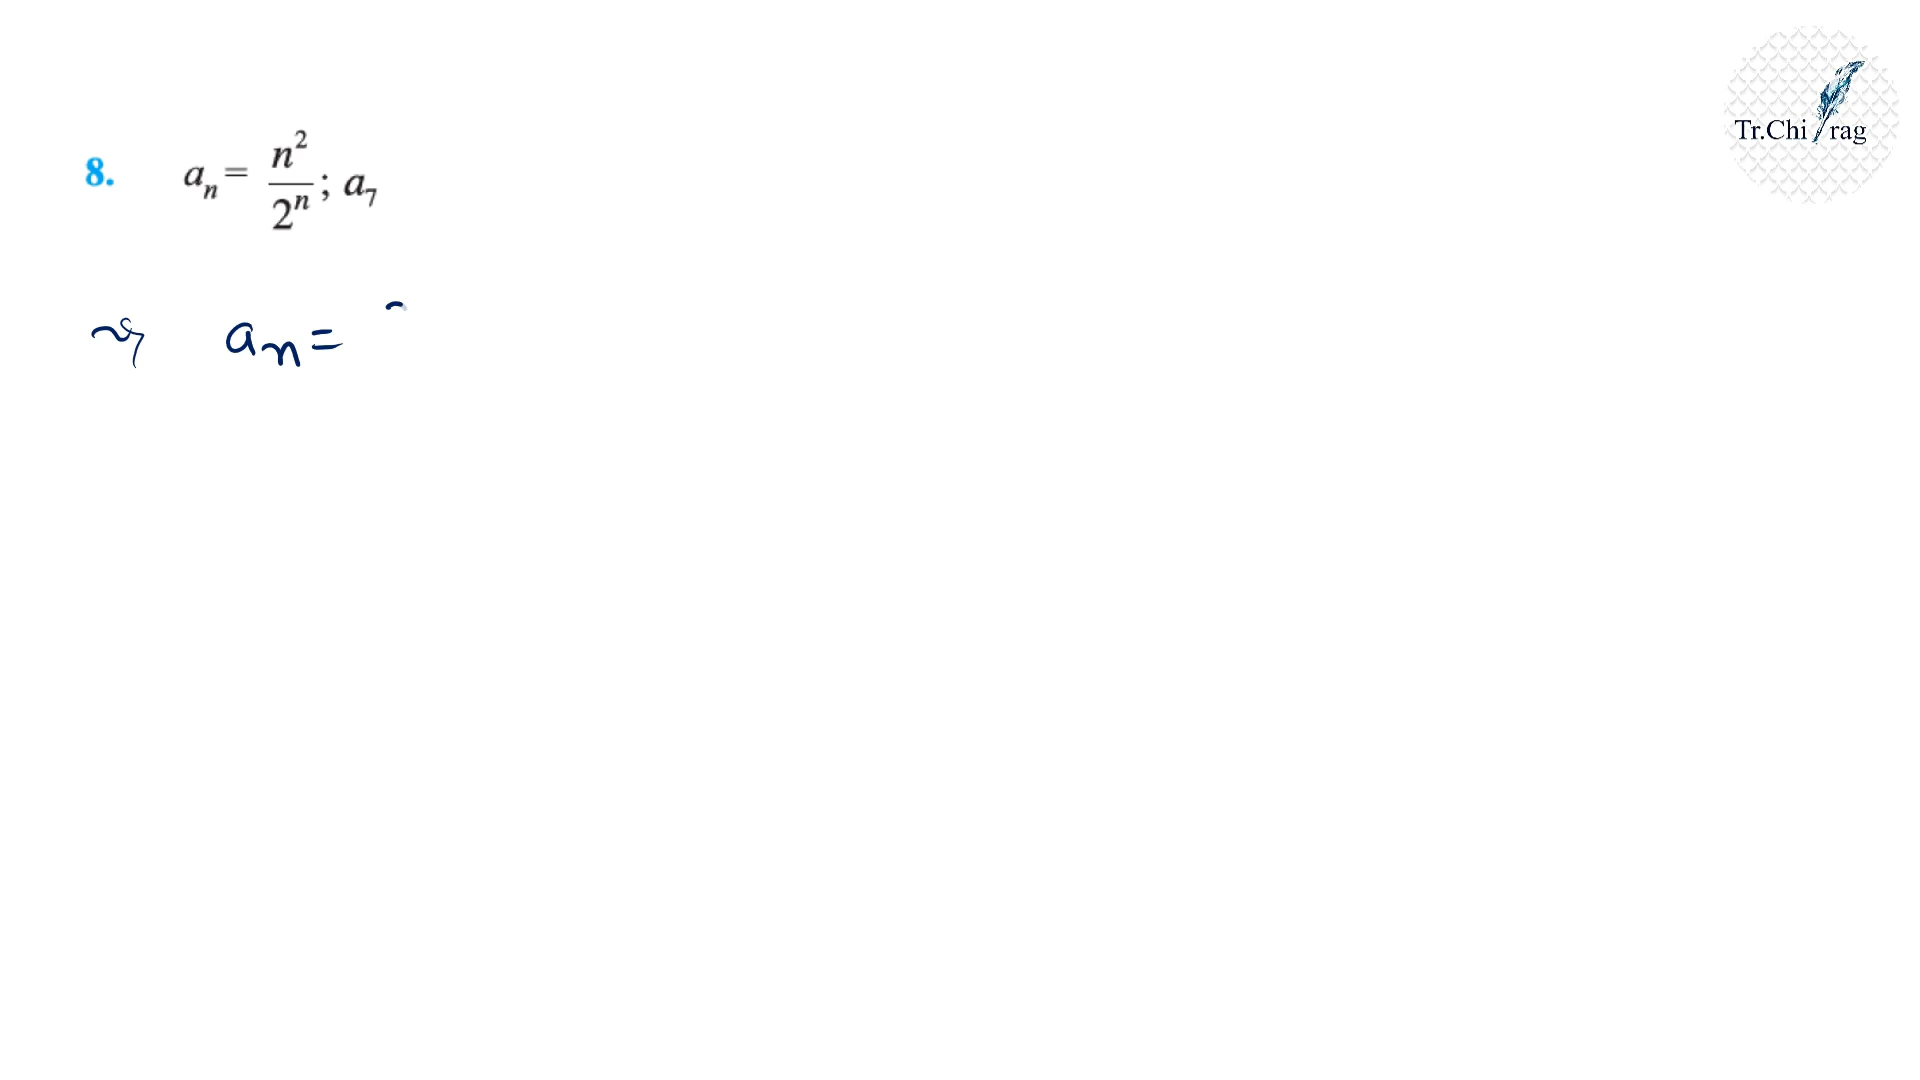 Tr.Chirag
8. aₙ = n²/2ⁿ ; a₇
aₙ =